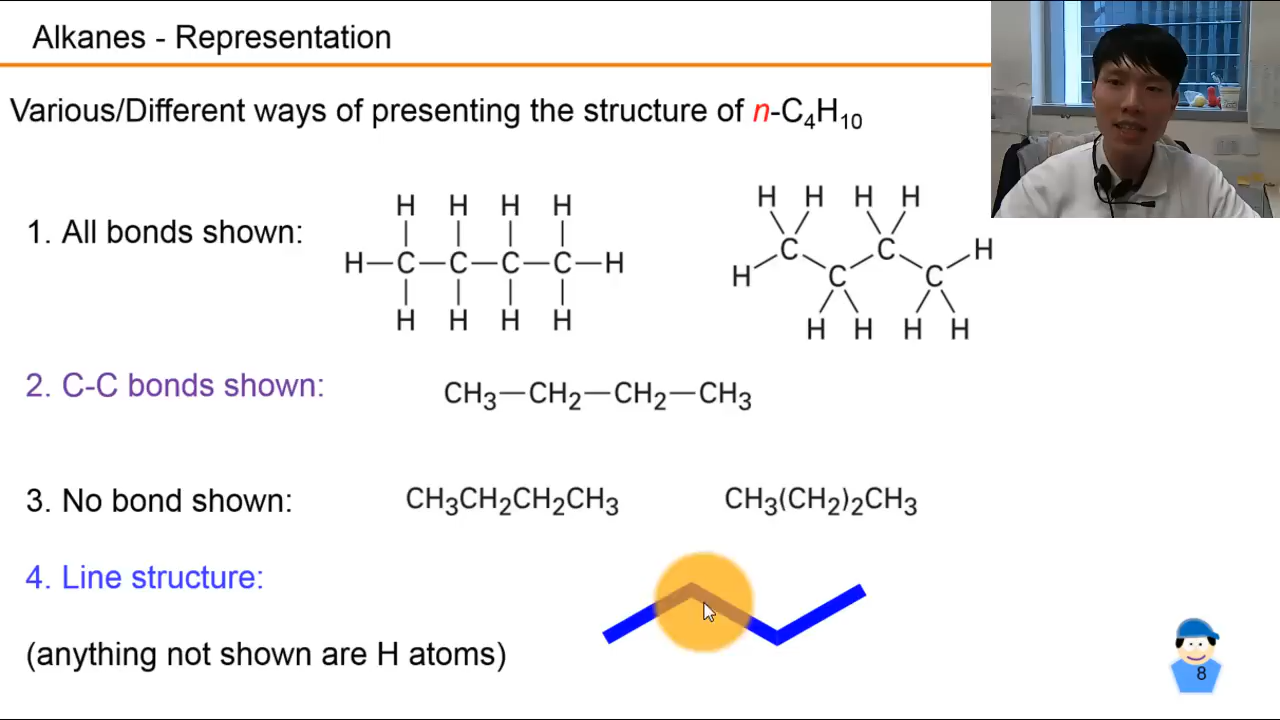 Alkanes - Representation
Various/Different ways of presenting the structure of n-C₄H₁₀
1. All bonds shown:
H H H H
H—C—C—C—C—H
H H H H
H H H H
C C H
H C C
H H H H
2. C-C bonds shown:
CH₃—CH₂—CH₂—CH₃
3. No bond shown:
CH₃CH₂CH₂CH₃
CH₃(CH₂)₂CH₃
4. Line structure:
(anything not shown are H atoms)
8